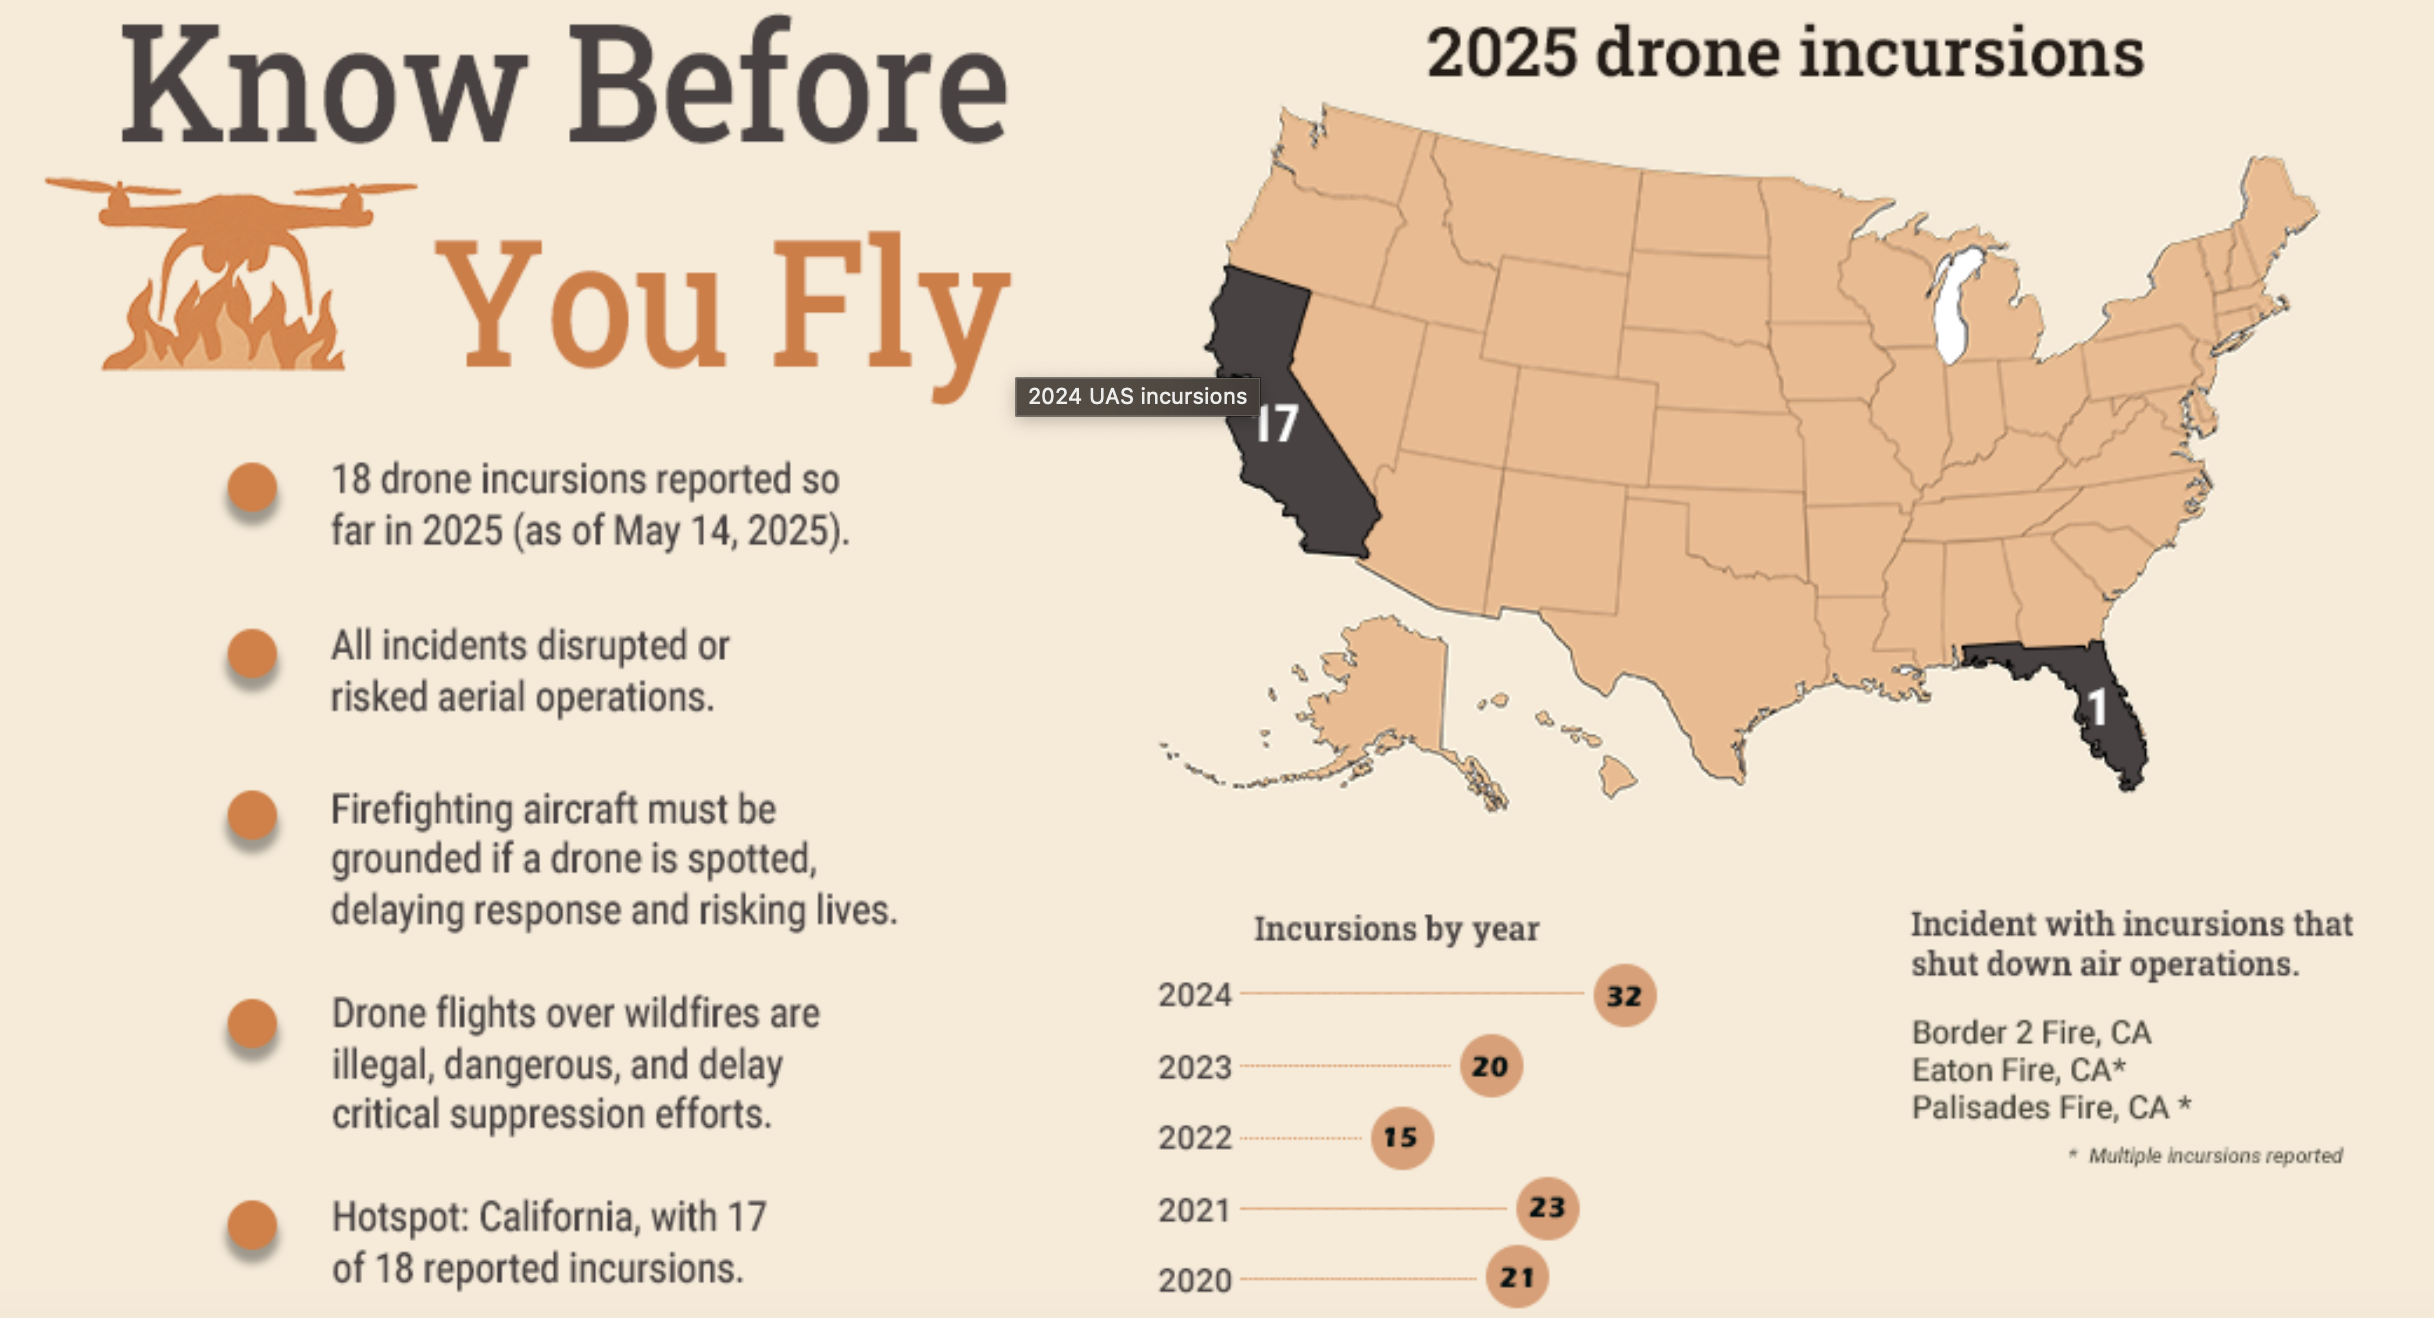 Know Before
You Fly
18 drone incursions reported so
far in 2025 (as of May 14, 2025).
All incidents disrupted or
risked aerial operations.
Firefighting aircraft must be
grounded if a drone is spotted,
delaying response and risking lives.
Drone flights over wildfires are
illegal, dangerous, and delay
critical suppression efforts.
Hotspot: California, with 17
of 18 reported incursions.
2025 drone incursions
2024 UAS incursions
17
1
Incursions by year
2024 32
2023 20
2022 15
2021 23
2020 21
Incident with incursions that
shut down air operations.
Border 2 Fire, CA
Eaton Fire, CA*
Palisades Fire, CA *
* Multiple incursions reported